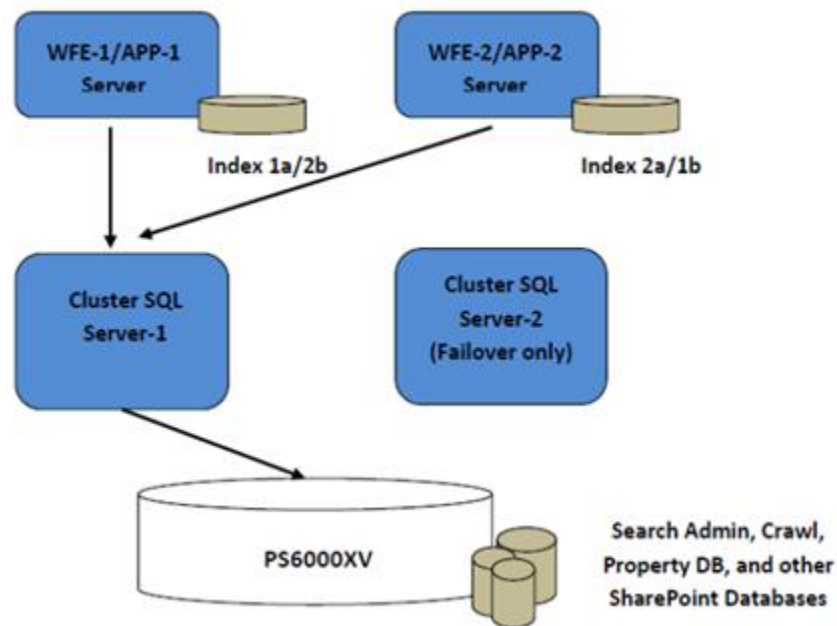 WFE-1/APP-1
Server
WFE-2/APP-2
Server
Index 1a/2b
Index 2a/1b
Cluster SQL
Server-1
Cluster SQL
Server-2
(Failover only)
PS6000XV
Search Admin, Crawl,
Property DB, and other
SharePoint Databases